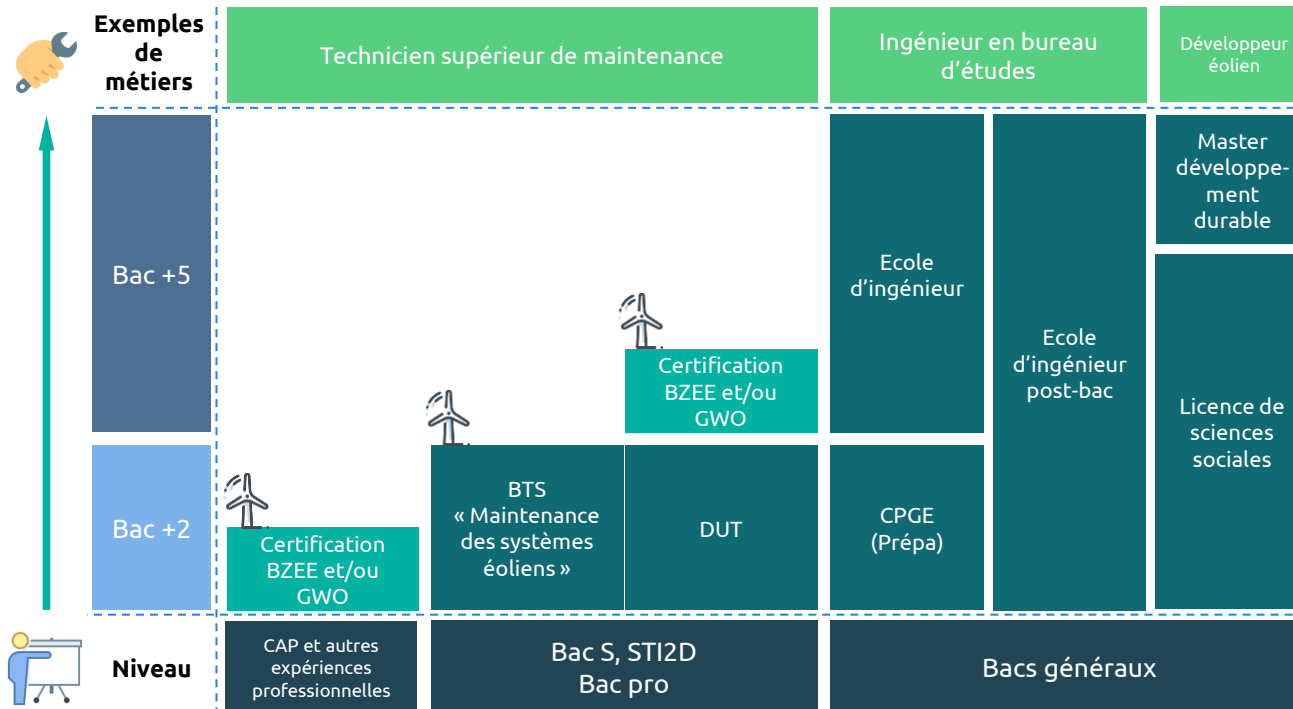 Exemples
de
métiers
Technicien supérieur de maintenance
Ingénieur en bureau
d’études
Développeur
éolien
Bac +5
Ecole
d’ingénieur
Ecole
d’ingénieur
post-bac
Master
développe-
ment
durable
Licence de
sciences
sociales
Certification
BZEE et/ou
GWO
Bac +2
Certification
BZEE et/ou
GWO
BTS
« Maintenance
des systèmes
éoliens »
DUT
CPGE
(Prépa)
Niveau
CAP et autres
expériences
professionnelles
Bac S, STI2D
Bac pro
Bacs généraux